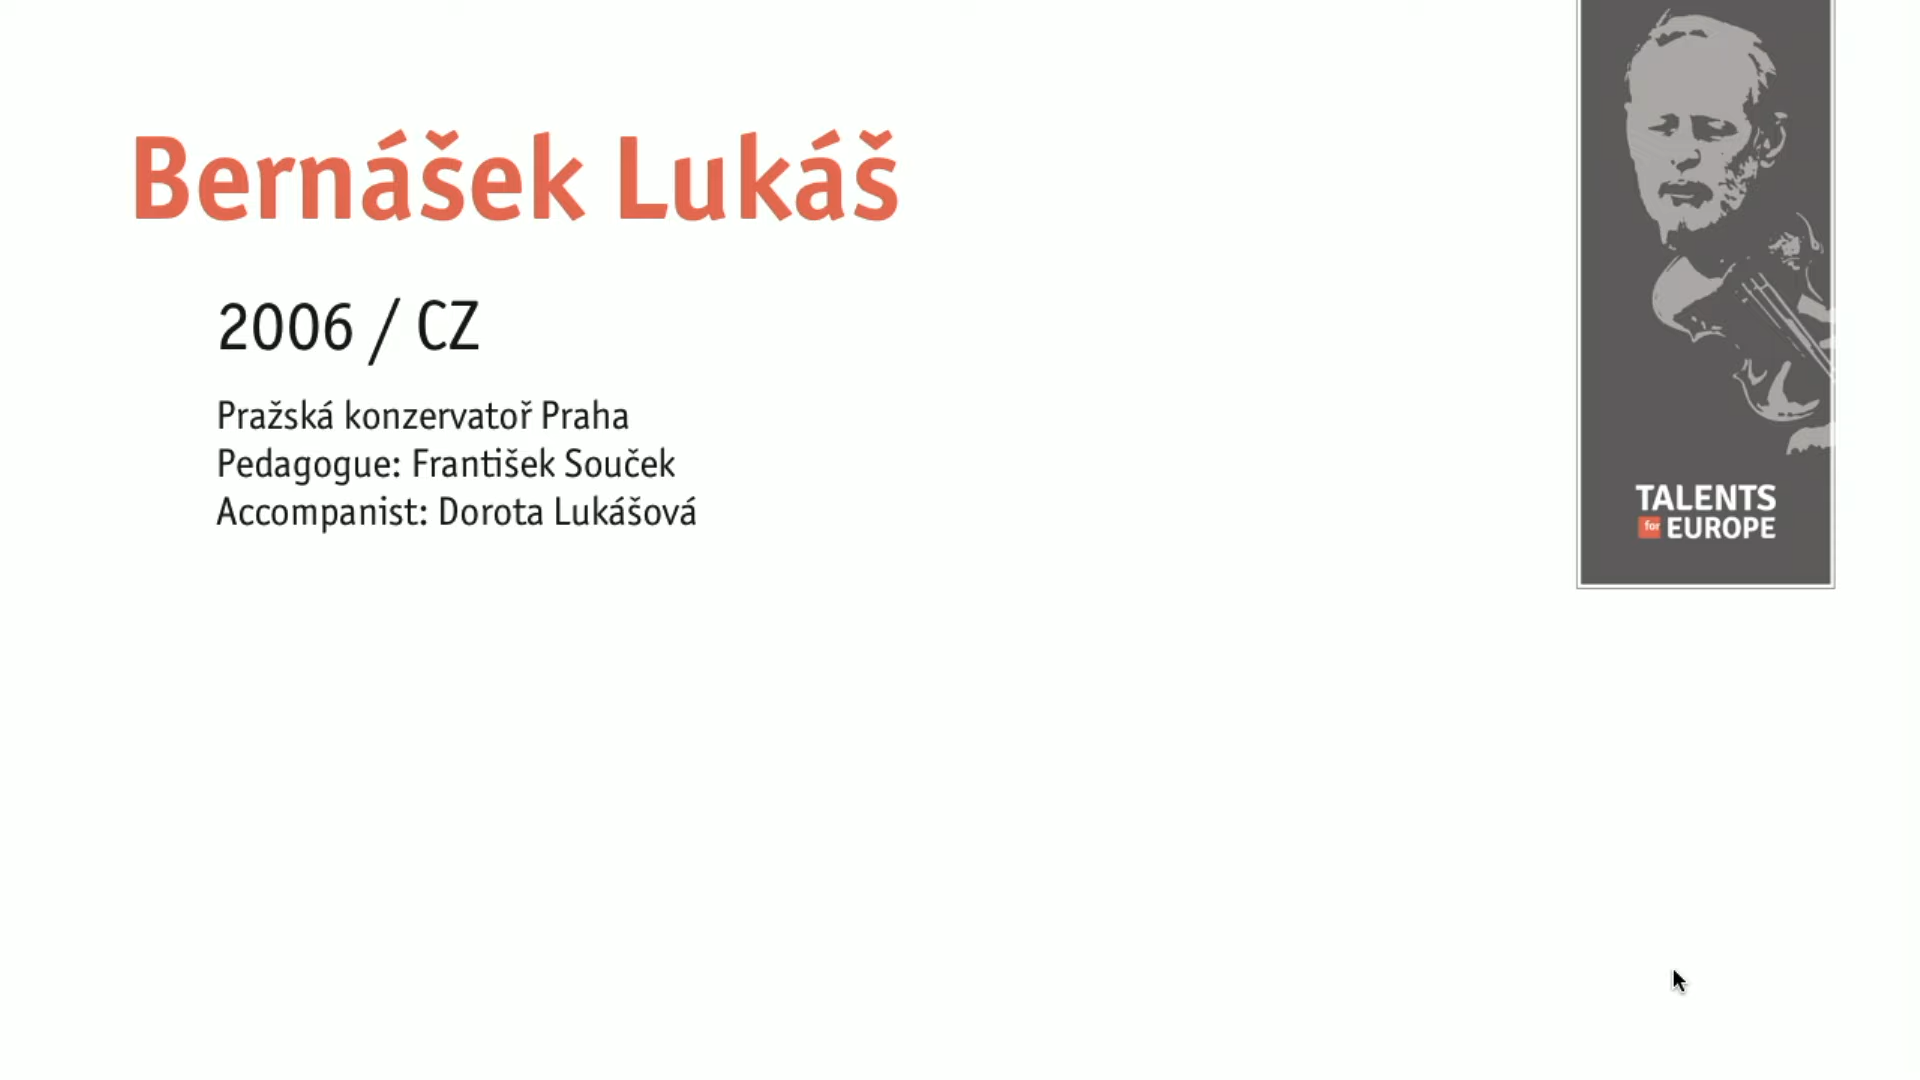 Bernášek Lukáš
2006 / CZ
Pražská konzervatoř Praha
Pedagogue: František Souček
Accompanist: Dorota Lukášová
TALENTS
for EUROPE